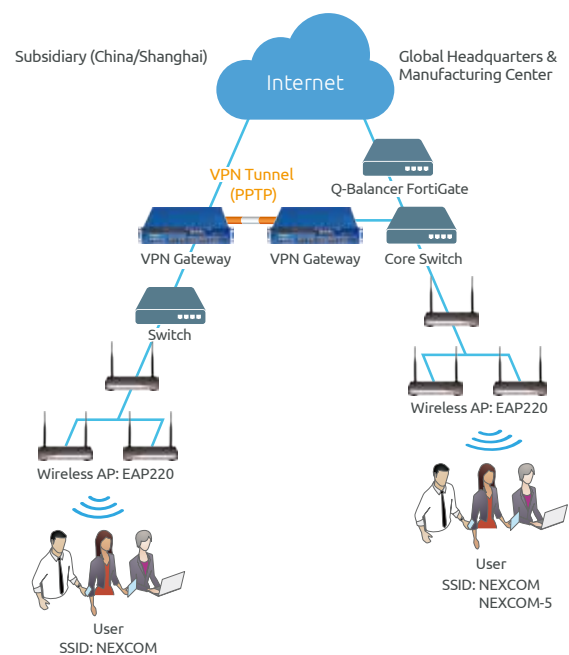 Subsidiary (China/Shanghai)
Global Headquarters &
Manufacturing Center
Internet
VPN Tunnel
(PPTP)
Q-Balancer FortiGate
VPN Gateway
VPN Gateway
Core Switch
Switch
Wireless AP: EAP220
Wireless AP: EAP220
User
SSID: NEXCOM
NEXCOM-5
User
SSID: NEXCOM